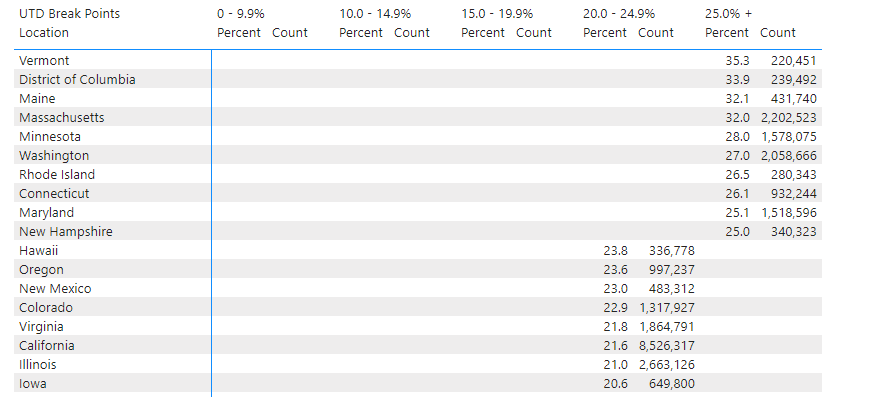 UTD Break Points 0 - 9.9% 10.0 - 14.9% 15.0 - 19.9% 20.0 - 24.9% 25.0% +
Location Percent Count Percent Count Percent Count Percent Count Percent Count
Vermont 35.3 220,451
District of Columbia 33.9 239,492
Maine 32.1 431,740
Massachusetts 32.0 2,202,523
Minnesota 28.0 1,578,075
Washington 27.0 2,058,666
Rhode Island 26.5 280,343
Connecticut 26.1 932,244
Maryland 25.1 1,518,596
New Hampshire 25.0 340,323
Hawaii 23.8 336,778
Oregon 23.6 997,237
New Mexico 23.0 483,312
Colorado 22.9 1,317,927
Virginia 21.8 1,864,791
California 21.6 8,526,317
Illinois 21.0 2,663,126
Iowa 20.6 649,800